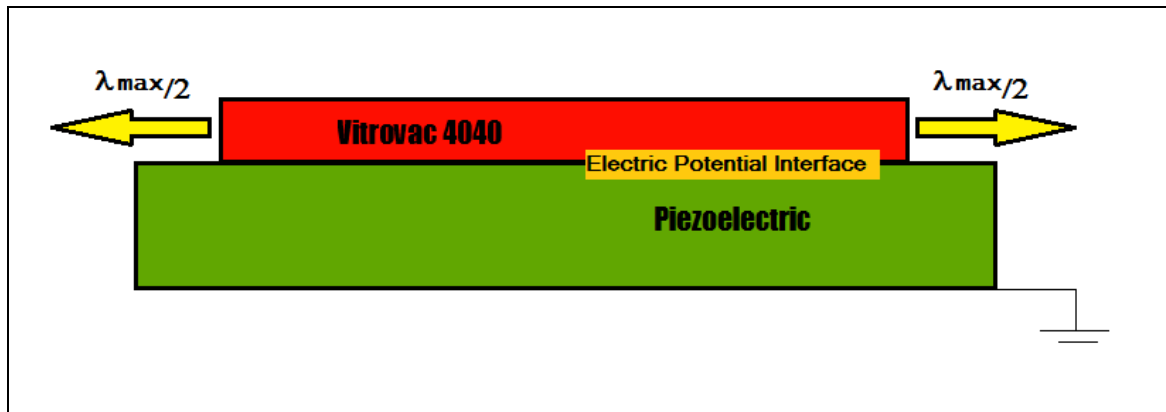 λmax/2
λmax/2
Vitrovac 4040
Electric Potential Interface
Piezoelectric